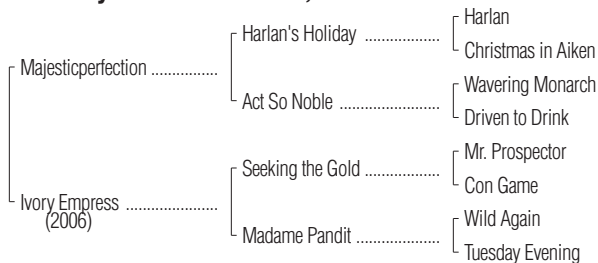 Harlan
Harlan's Holiday ..................
Christmas in Aiken
Majesticperfection ................
Wavering Monarch
Act So Noble ........................
Driven to Drink
Mr. Prospector
Seeking the Gold ..................
Con Game
Ivory Empress ......................
(2006)
Wild Again
Madame Pandit ....................
Tuesday Evening